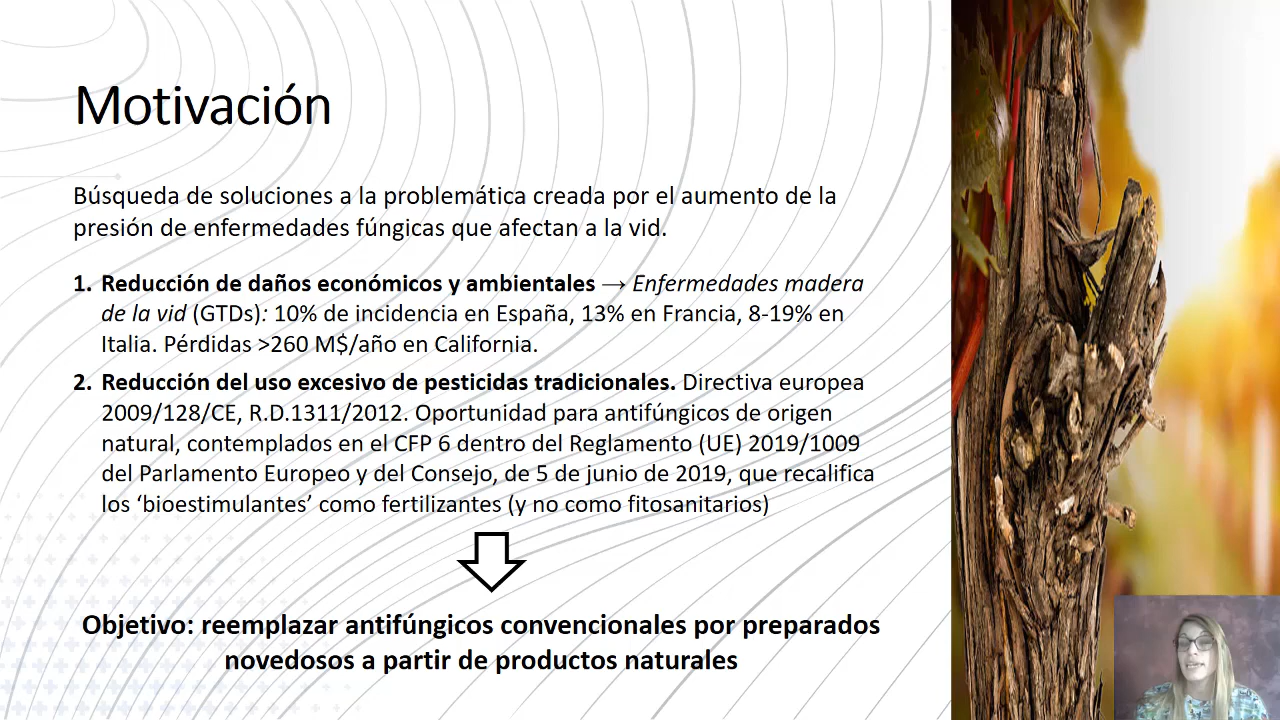 Motivación
Búsqueda de soluciones a la problemática creada por el aumento de la
presión de enfermedades fúngicas que afectan a la vid.
1. Reducción de daños económicos y ambientales → Enfermedades madera
de la vid (GTDs): 10% de incidencia en España, 13% en Francia, 8-19% en
Italia. Pérdidas >260 M$/año en California.
2. Reducción del uso excesivo de pesticidas tradicionales. Directiva europea
2009/128/CE, R.D.1311/2012. Oportunidad para antifúngicos de origen
natural, contemplados en el CFP 6 dentro del Reglamento (UE) 2019/1009
del Parlamento Europeo y del Consejo, de 5 de junio de 2019, que recalifica
los ‘bioestimulantes’ como fertilizantes (y no como fitosanitarios)
Objetivo: reemplazar antifúngicos convencionales por preparados
novedosos a partir de productos naturales